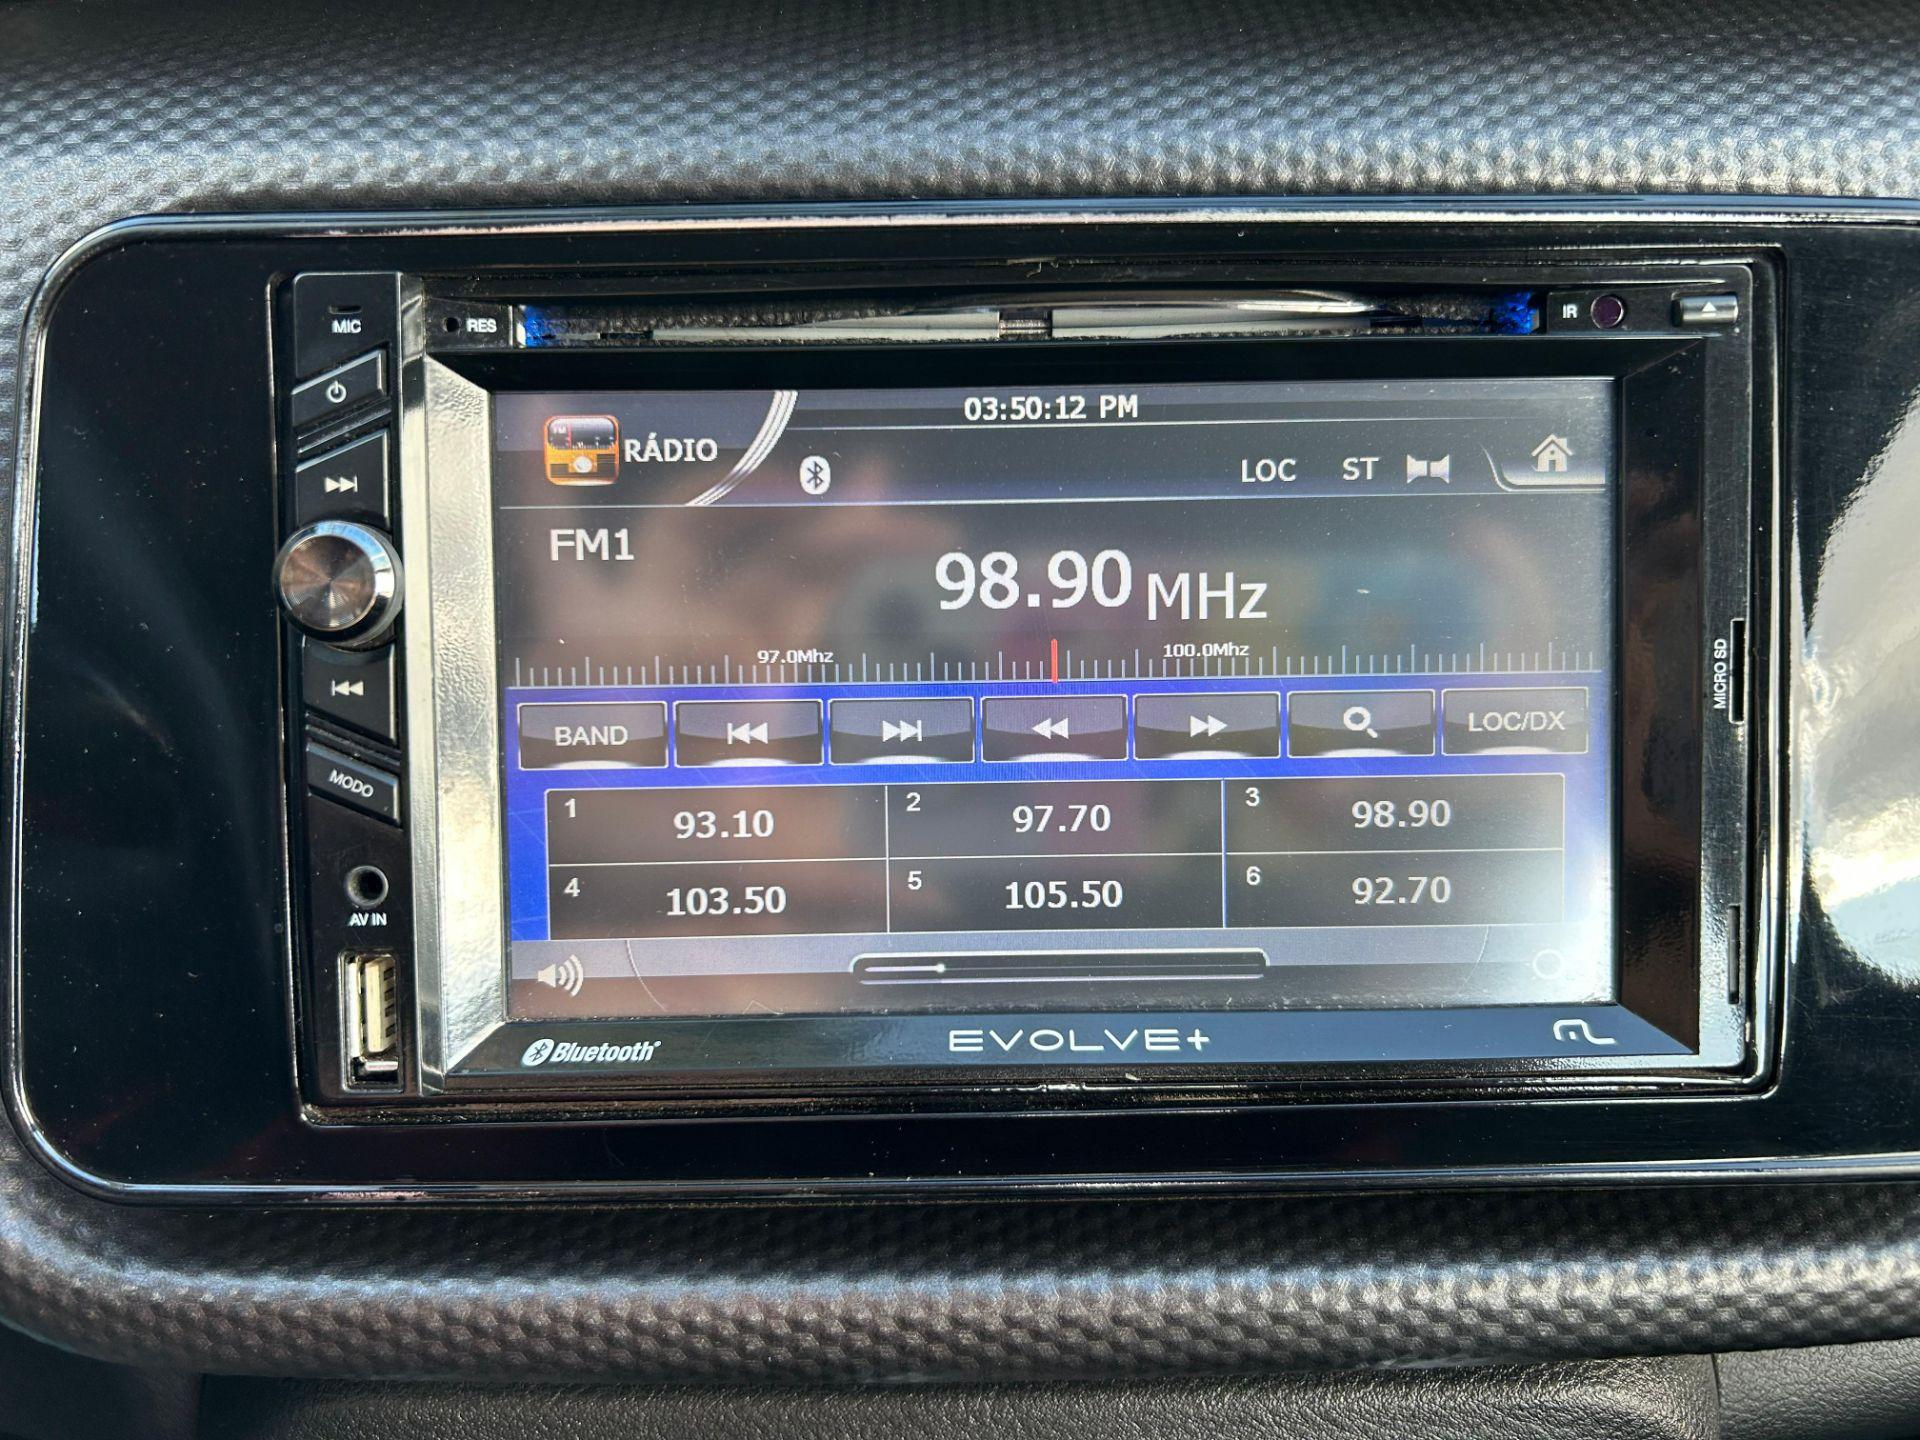 MIC
RES
IR
03:50:12 PM
RÁDIO
LOC ST
FM1
98.90 MHz
97.0Mhz 100.0Mhz
BAND LOC/DX
1 93.10 2 97.70 3 98.90
4 103.50 5 105.50 6 92.70
MODO
AV IN
MICRO SD
Bluetooth
EVOLVE+